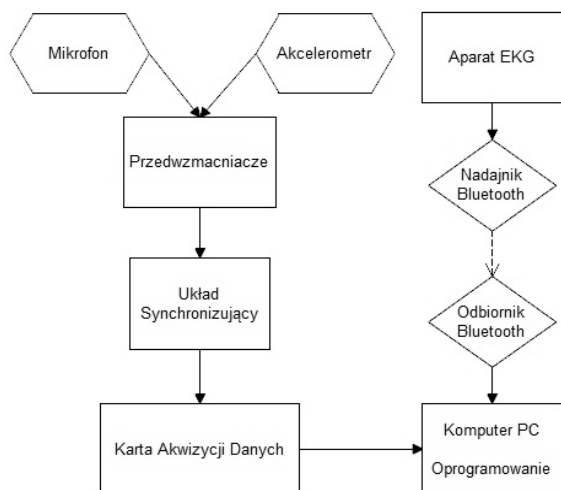 Mikrofon
Akcelerometr
Aparat EKG
Przedwzmacniacze
Nadajnik
Bluetooth
Układ
Synchronizujący
Odbiornik
Bluetooth
Karta Akwizycji Danych
Komputer PC
Oprogramowanie